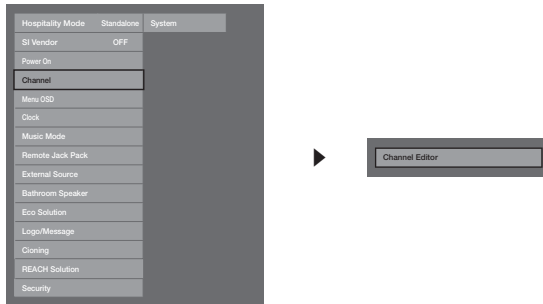 Hospitality Mode Standalone System
SI Vendor OFF
Power On
Channel
Menu OSD
Clock
Music Mode
Remote Jack Pack
External Source
Bathroom Speaker
Eco Solution
Logo/Message
Cloning
REACH Solution
Security
Channel Editor